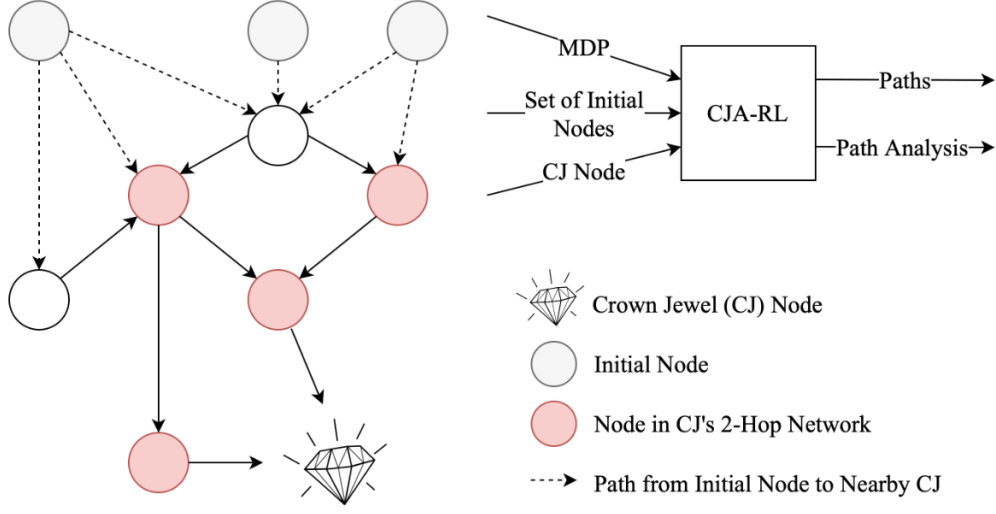 MDP
Set of Initial
Nodes
CJ Node
CJA-RL
Paths
Path Analysis
Crown Jewel (CJ) Node
Initial Node
Node in CJ's 2-Hop Network
Path from Initial Node to Nearby CJ